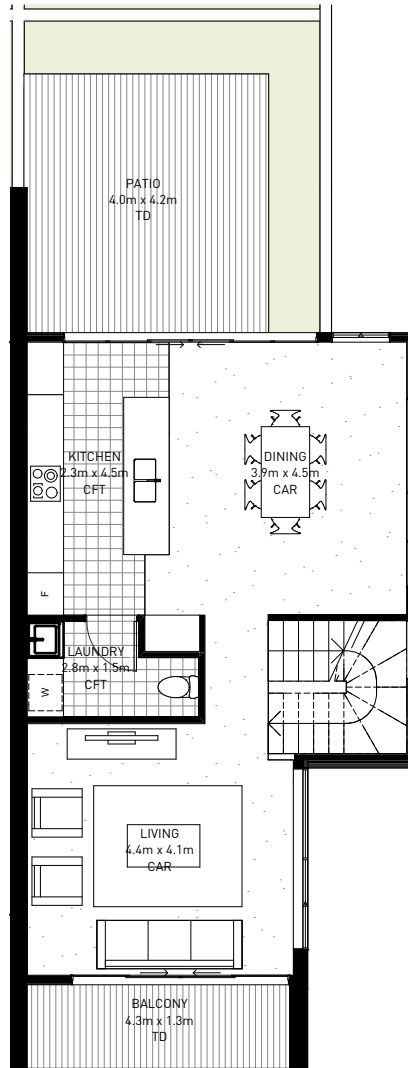 PATIO
4.0m x 4.2m
TD
KITCHEN
2.3m x 4.5m
CFT
DINING
3.9m x 4.5m
CAR
F
LAUNDRY
2.8m x 1.5m
CFT
W
LIVING
4.4m x 4.1m
CAR
BALCONY
4.3m x 1.3m
TD